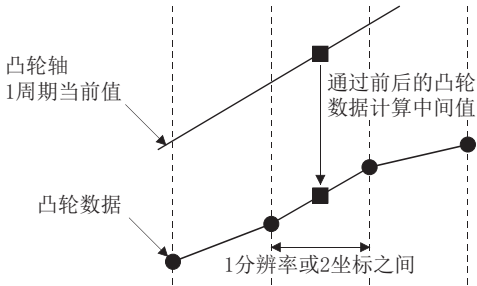 凸轮轴
1周期当前值
通过前后的凸轮
数据计算中间值
凸轮数据
1分辨率或2坐标之间